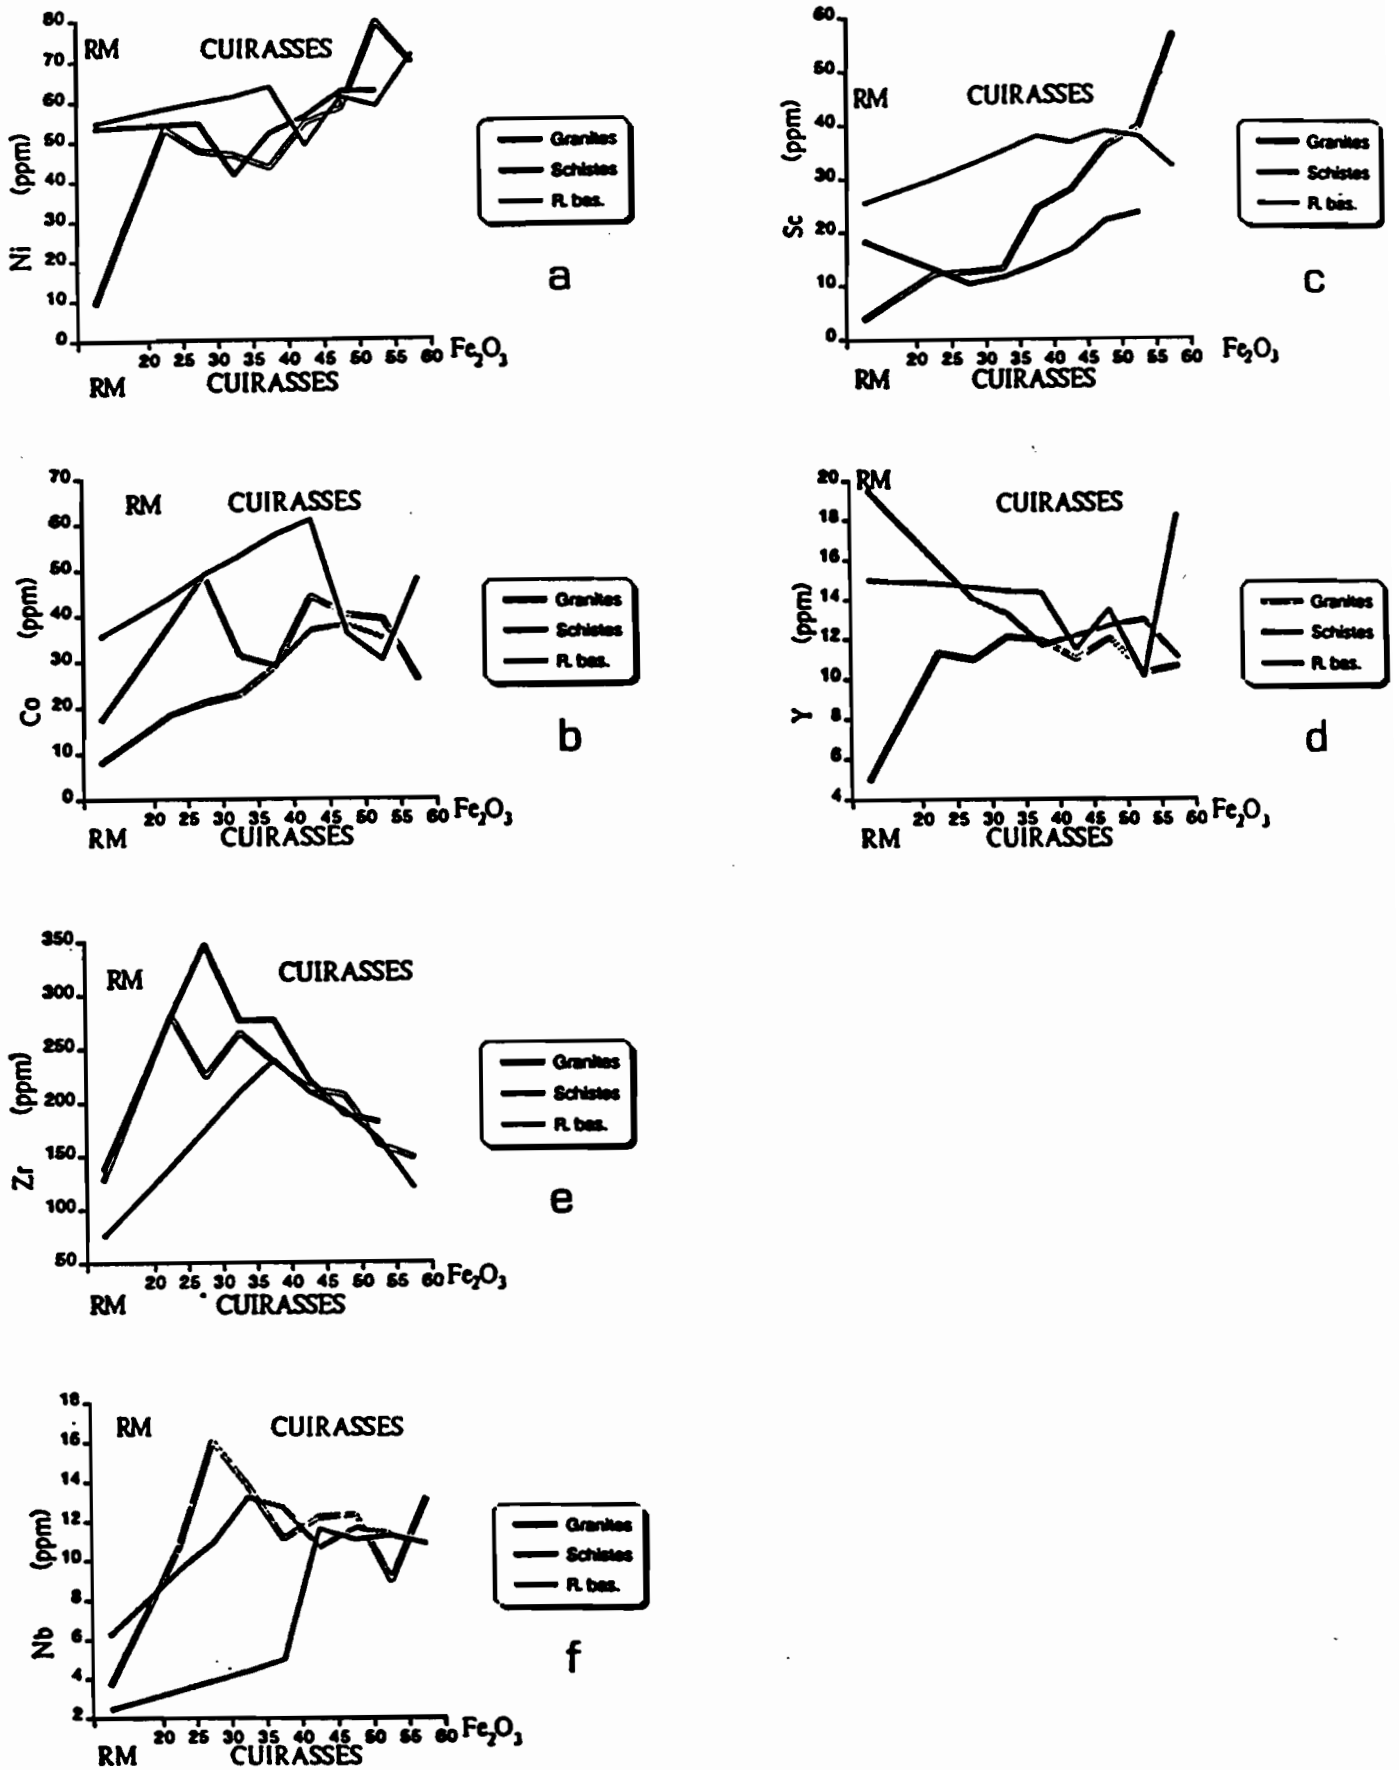 80
70
60
50
40
30
20
10
0
Ni (ppm)
RM CUIRASSES
20 25 30 35 40 45 50 55 60 Fe₂O₃
RM CUIRASSES
Granites
Schistes
R. bas.
a
60
50
40
30
20
10
0
Sc (ppm)
RM CUIRASSES
20 25 30 35 40 45 50 55 60 Fe₂O₃
RM CUIRASSES
Granites
Schistes
R. bas.
c
70
60
50
40
30
20
10
0
Co (ppm)
RM CUIRASSES
20 25 30 35 40 45 50 55 60 Fe₂O₃
RM CUIRASSES
Granites
Schistes
R. bas.
b
20
18
16
14
12
10
8
6
4
Y (ppm)
RM CUIRASSES
20 25 30 35 40 45 50 55 60 Fe₂O₃
RM CUIRASSES
Granites
Schistes
R. bas.
d
350
300
250
200
150
100
50
Zr (ppm)
RM CUIRASSES
20 25 30 35 40 45 50 55 60 Fe₂O₃
RM CUIRASSES
Granites
Schistes
R. bas.
e
18
16
14
12
10
8
6
4
2
Nb (ppm)
RM CUIRASSES
20 25 30 35 40 45 50 55 60 Fe₂O₃
RM CUIRASSES
Granites
Schistes
R. bas.
f